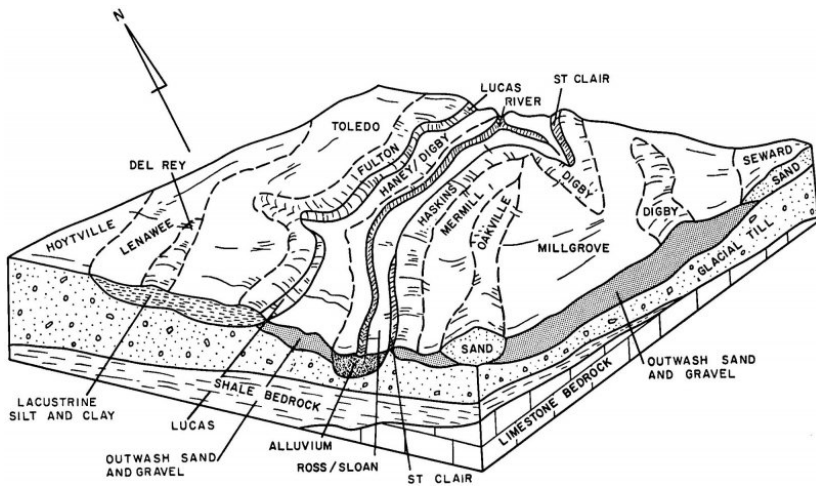 N
ST CLAIR
LUCAS
RIVER
TOLEDO
DEL REY
FULTON
HANEY/DIGBY
SEWARD
SAND
HASKINS
MERMILL
DIGBY
OAKVILLE
DIGBY
LENAWEE
HOYTVILLE
MILLGROVE
GLACIAL TILL
SAND
OUTWASH SAND
AND GRAVEL
LIMESTONE BEDROCK
SHALE BEDROCK
LACUSTRINE
SILT AND CLAY
LUCAS
ALLUVIUM
OUTWASH SAND
AND GRAVEL
ROSS/SLOAN
ST CLAIR